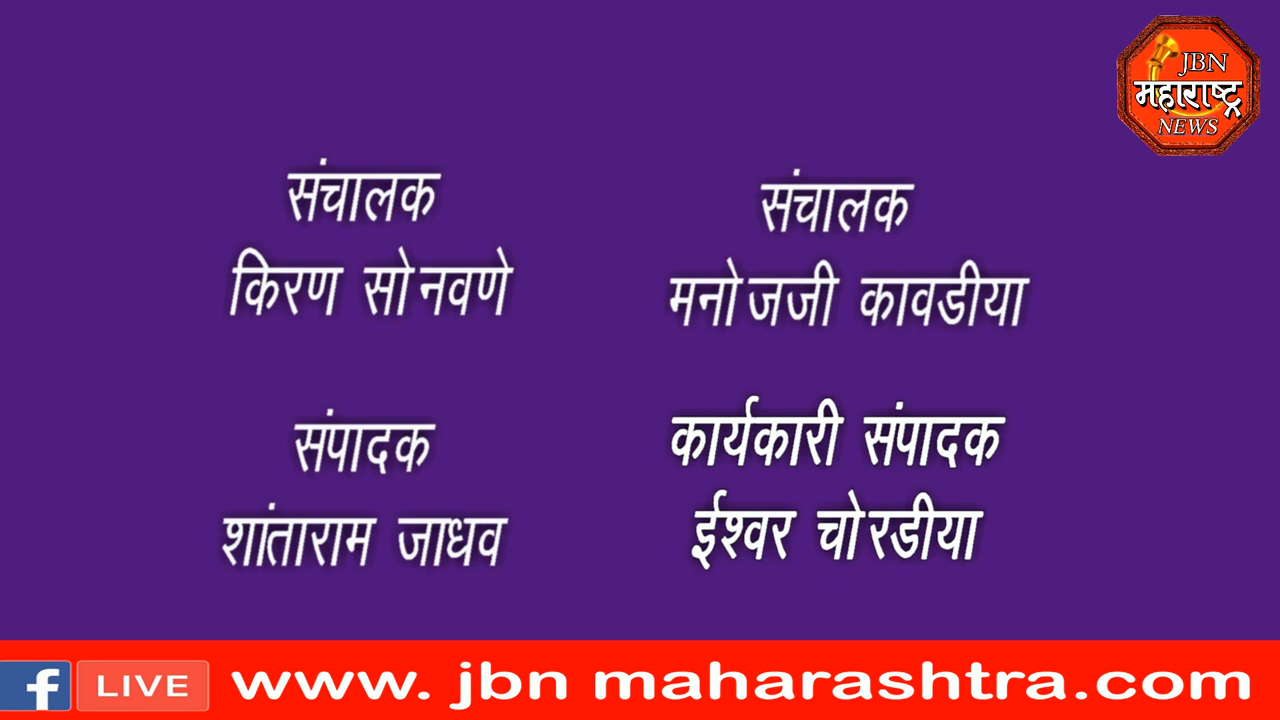 JBN
महाराष्ट्र
NEWS
संचालक
किरण सोनवणे
संचालक
मनोजजी कावडीया
संपादक
शांताराम जाधव
कार्यकारी संपादक
ईश्वर चोरडीया
f LIVE www. jbn maharashtra.com